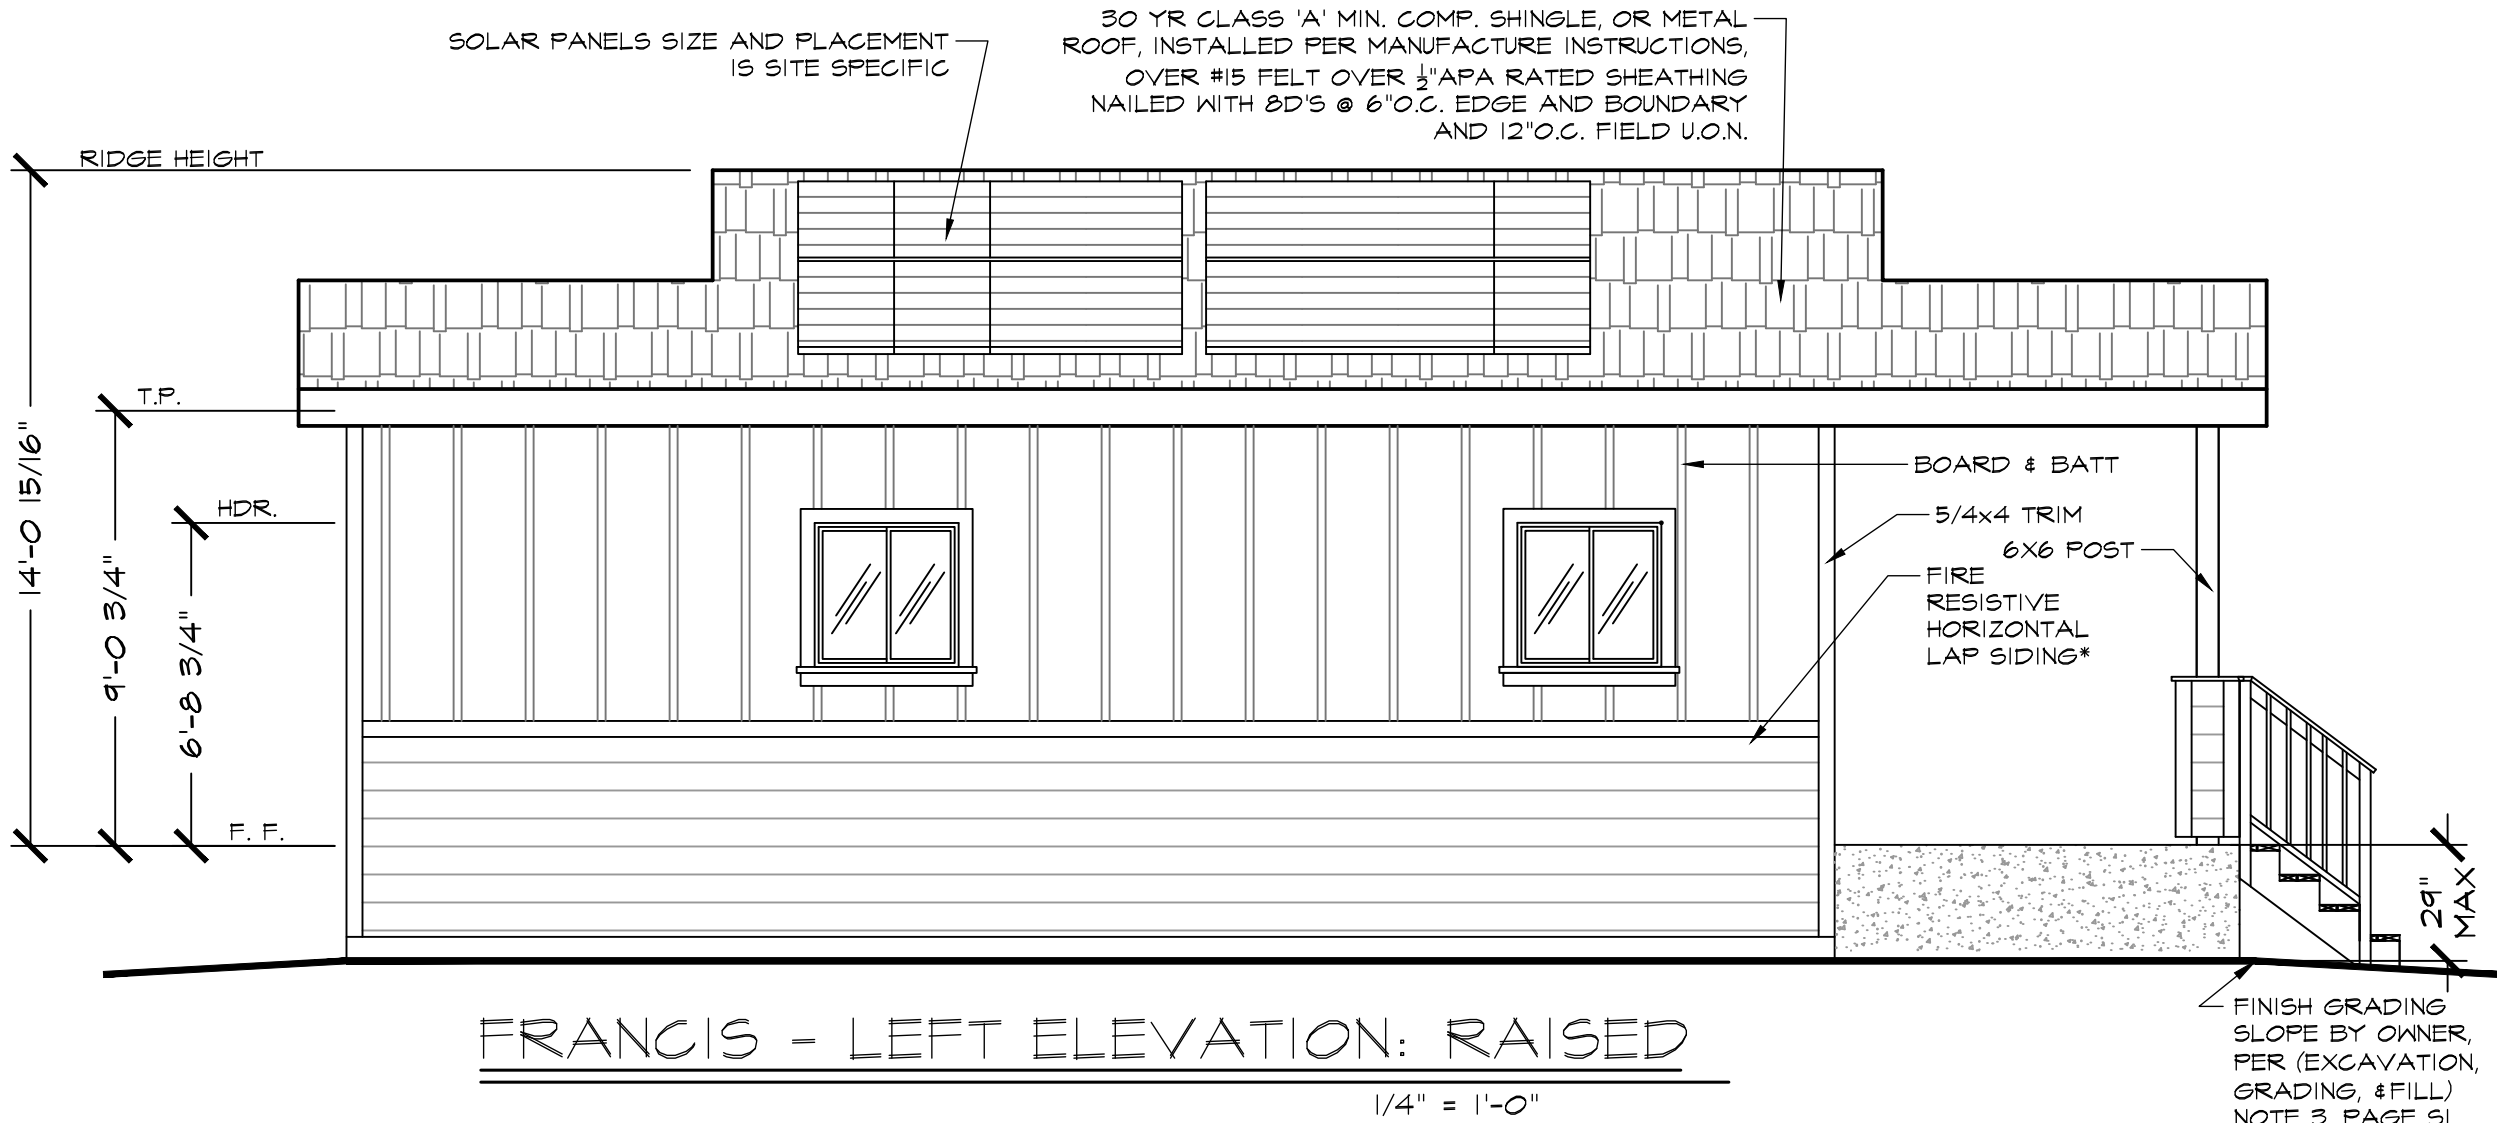 SOLAR PANELS SIZE AND PLACEMENT
IS SITE SPECIFIC
30 YR CLASS 'A' MIN. COMP. SHINGLE, OR METAL
ROOF, INSTALLED PER MANUFACTURE INSTRUCTIONS,
OVER #15 FELT OVER ½"APA RATED SHEATHING
NAILED WITH 8D'S @ 6"O.C. EDGE AND BOUNDARY
AND 12"O.C. FIELD U.O.N.
RIDGE HEIGHT
T.P.
HDR.
F. F.
14'-0 15/16"
9'-0 3/4"
6'-8 3/4"
BOARD & BATT
5/4x4 TRIM
6X6 POST
FIRE
RESISTIVE
HORIZONTAL
LAP SIDING*
29"
MAX
FINISH GRADING
SLOPE BY OWNER,
PER (EXCAVATION,
GRADING, &FILL)
NOTE 3, PAGE S1
FRANCIS - LEFT ELEVATION: RAISED
1/4" = 1'-0"